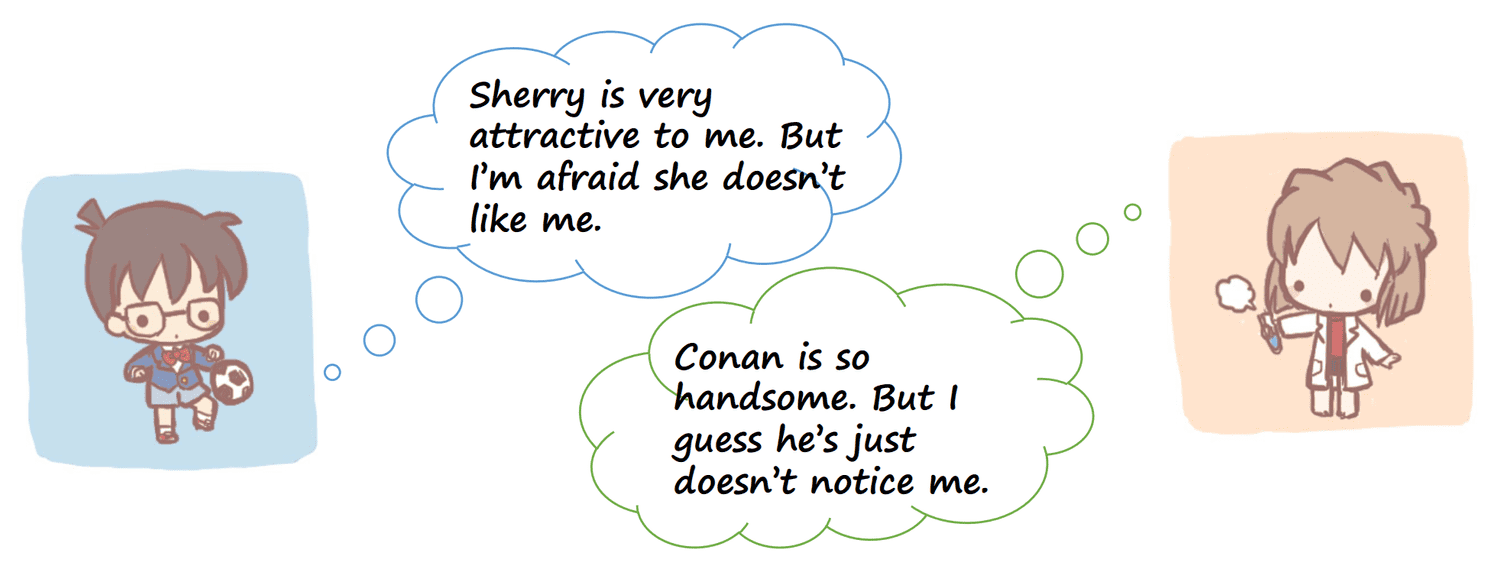 Sherry is very
attractive to me. But
I'm afraid she doesn't
like me.
Conan is so
handsome. But I
guess he's just
doesn't notice me.